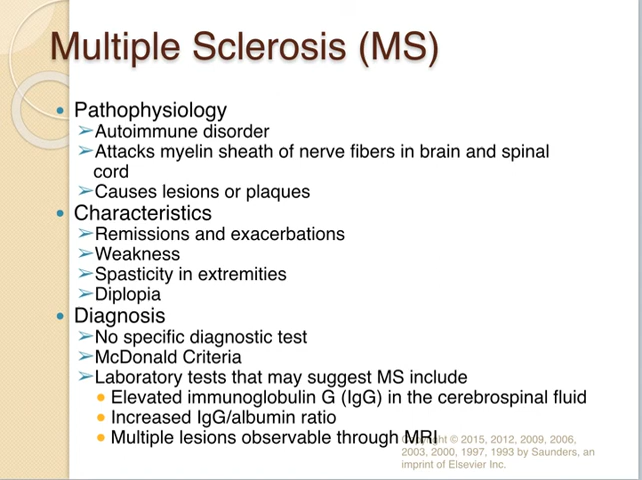 Multiple Sclerosis (MS)
• Pathophysiology
➢Autoimmune disorder
➢Attacks myelin sheath of nerve fibers in brain and spinal
cord
➢Causes lesions or plaques
• Characteristics
➢Remissions and exacerbations
➢Weakness
➢Spasticity in extremities
➢Diplopia
• Diagnosis
➢No specific diagnostic test
➢McDonald Criteria
➢Laboratory tests that may suggest MS include
• Elevated immunoglobulin G (IgG) in the cerebrospinal fluid
• Increased IgG/albumin ratio
• Multiple lesions observable through MRI
Copyright © 2015, 2012, 2009, 2006,
2003, 2000, 1997, 1993 by Saunders, an
imprint of Elsevier Inc.